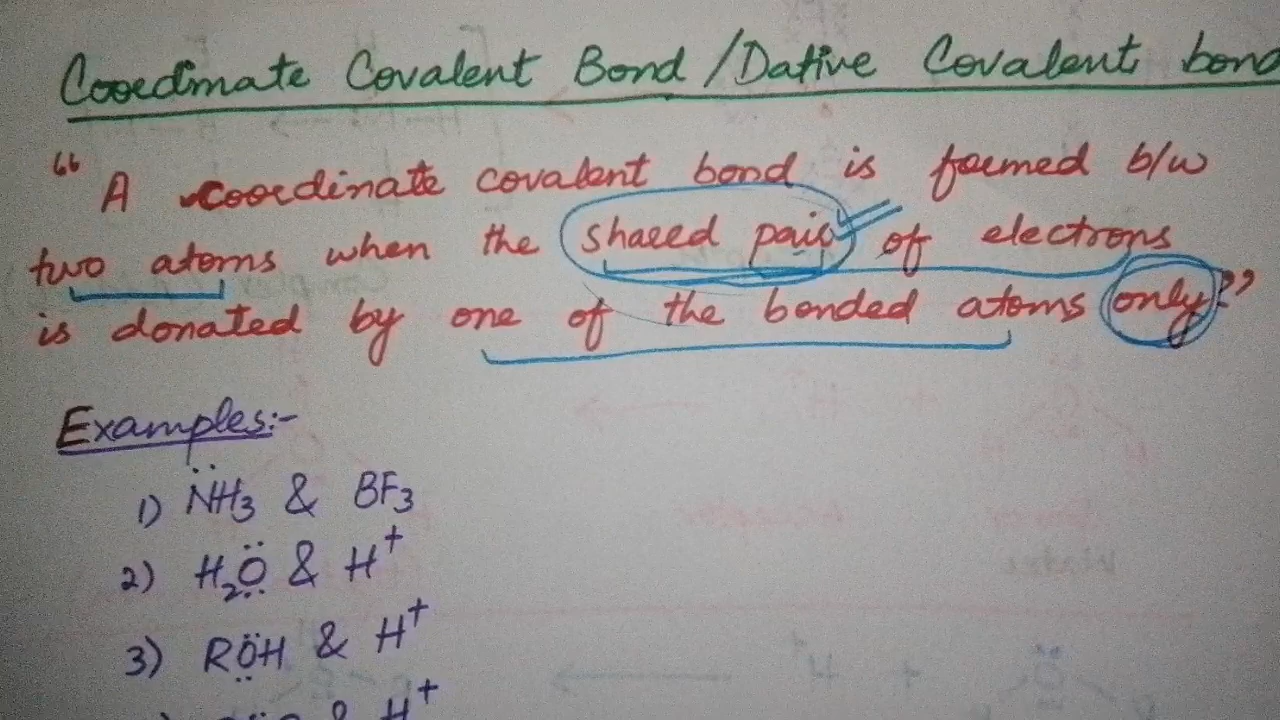 Coordinate Covalent Bond / Dative Covalent bond
"A coordinate covalent bond is formed b/w
two atoms when the shared pair of electrons
is donated by one of the bonded atoms only"
Examples:-
1) N̈H₃ & BF₃
2) H₂Ö & H⁺
3) RÖH & H⁺
& H⁺